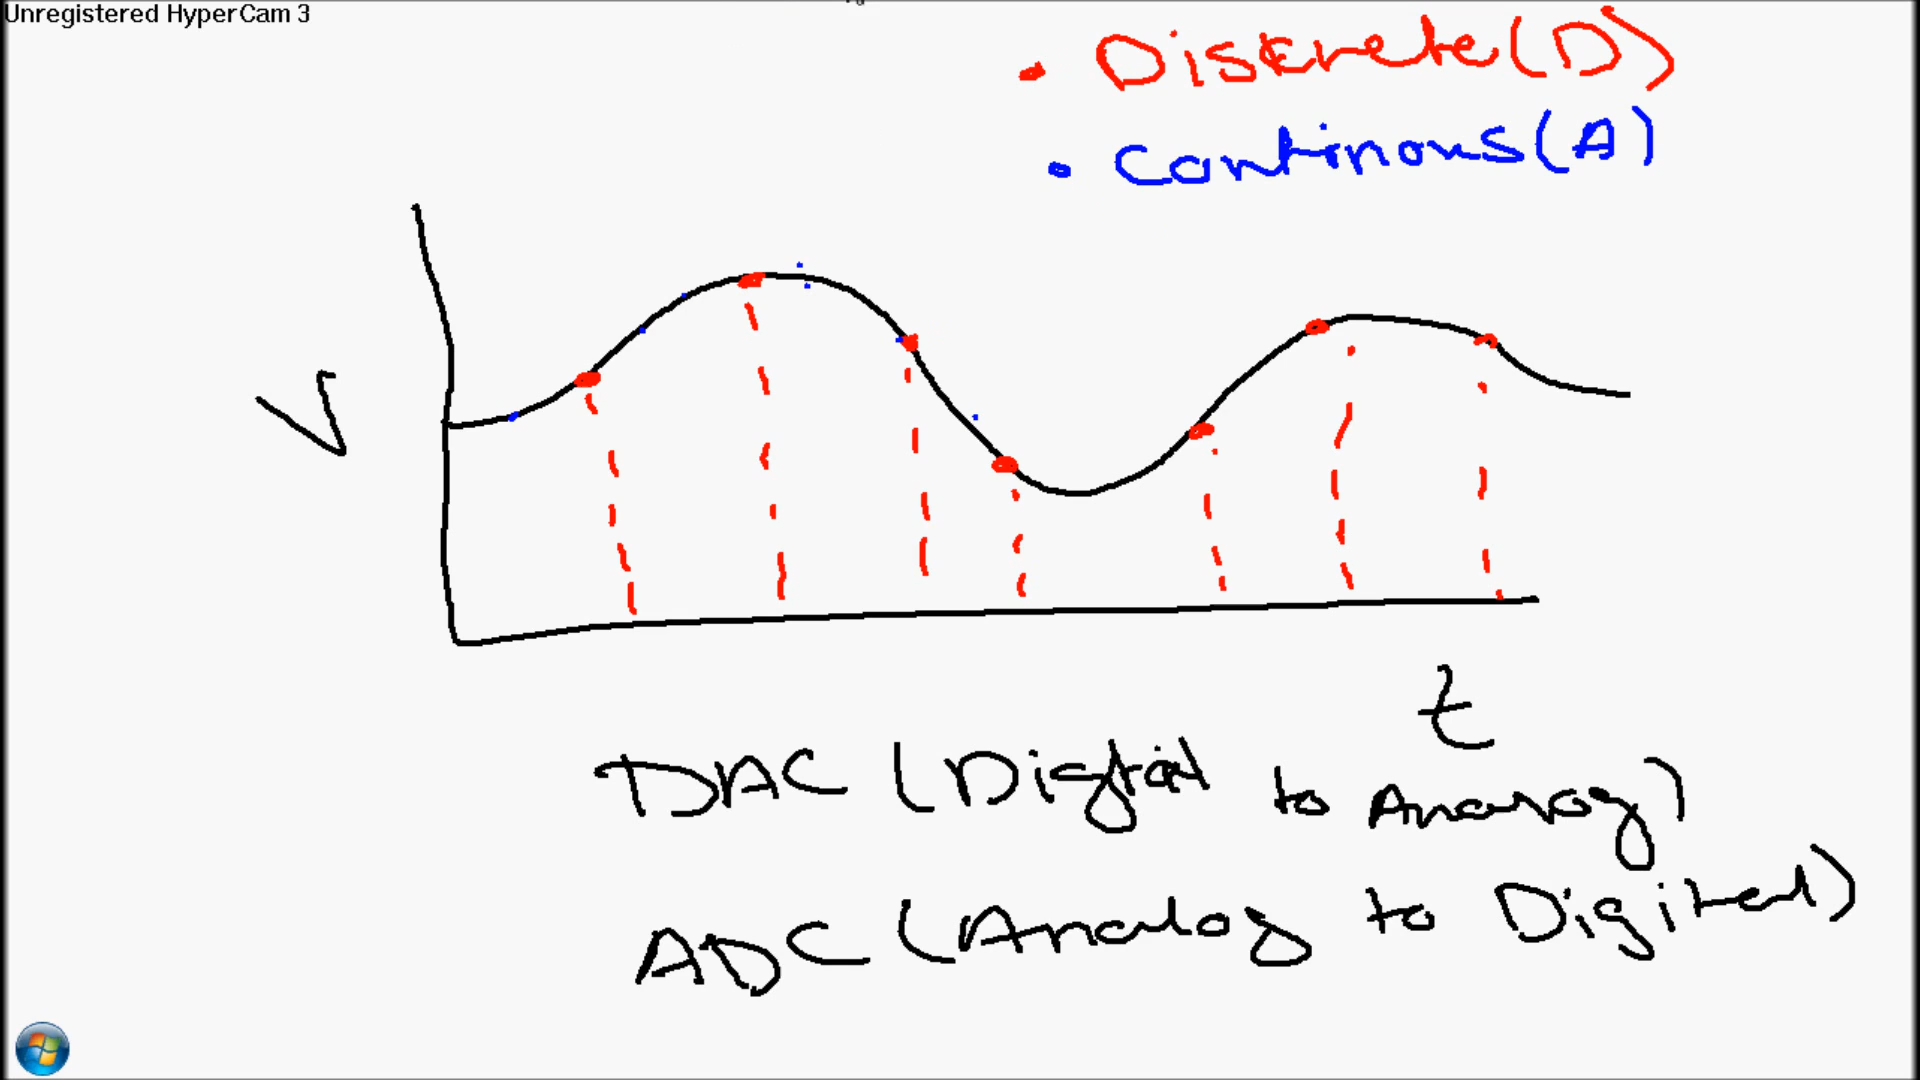 Unregistered HyperCam 3
• Discrete (D)
• Continous (A)
V
t
DAC (Digital to Analog)
ADC (Analog to Digital)